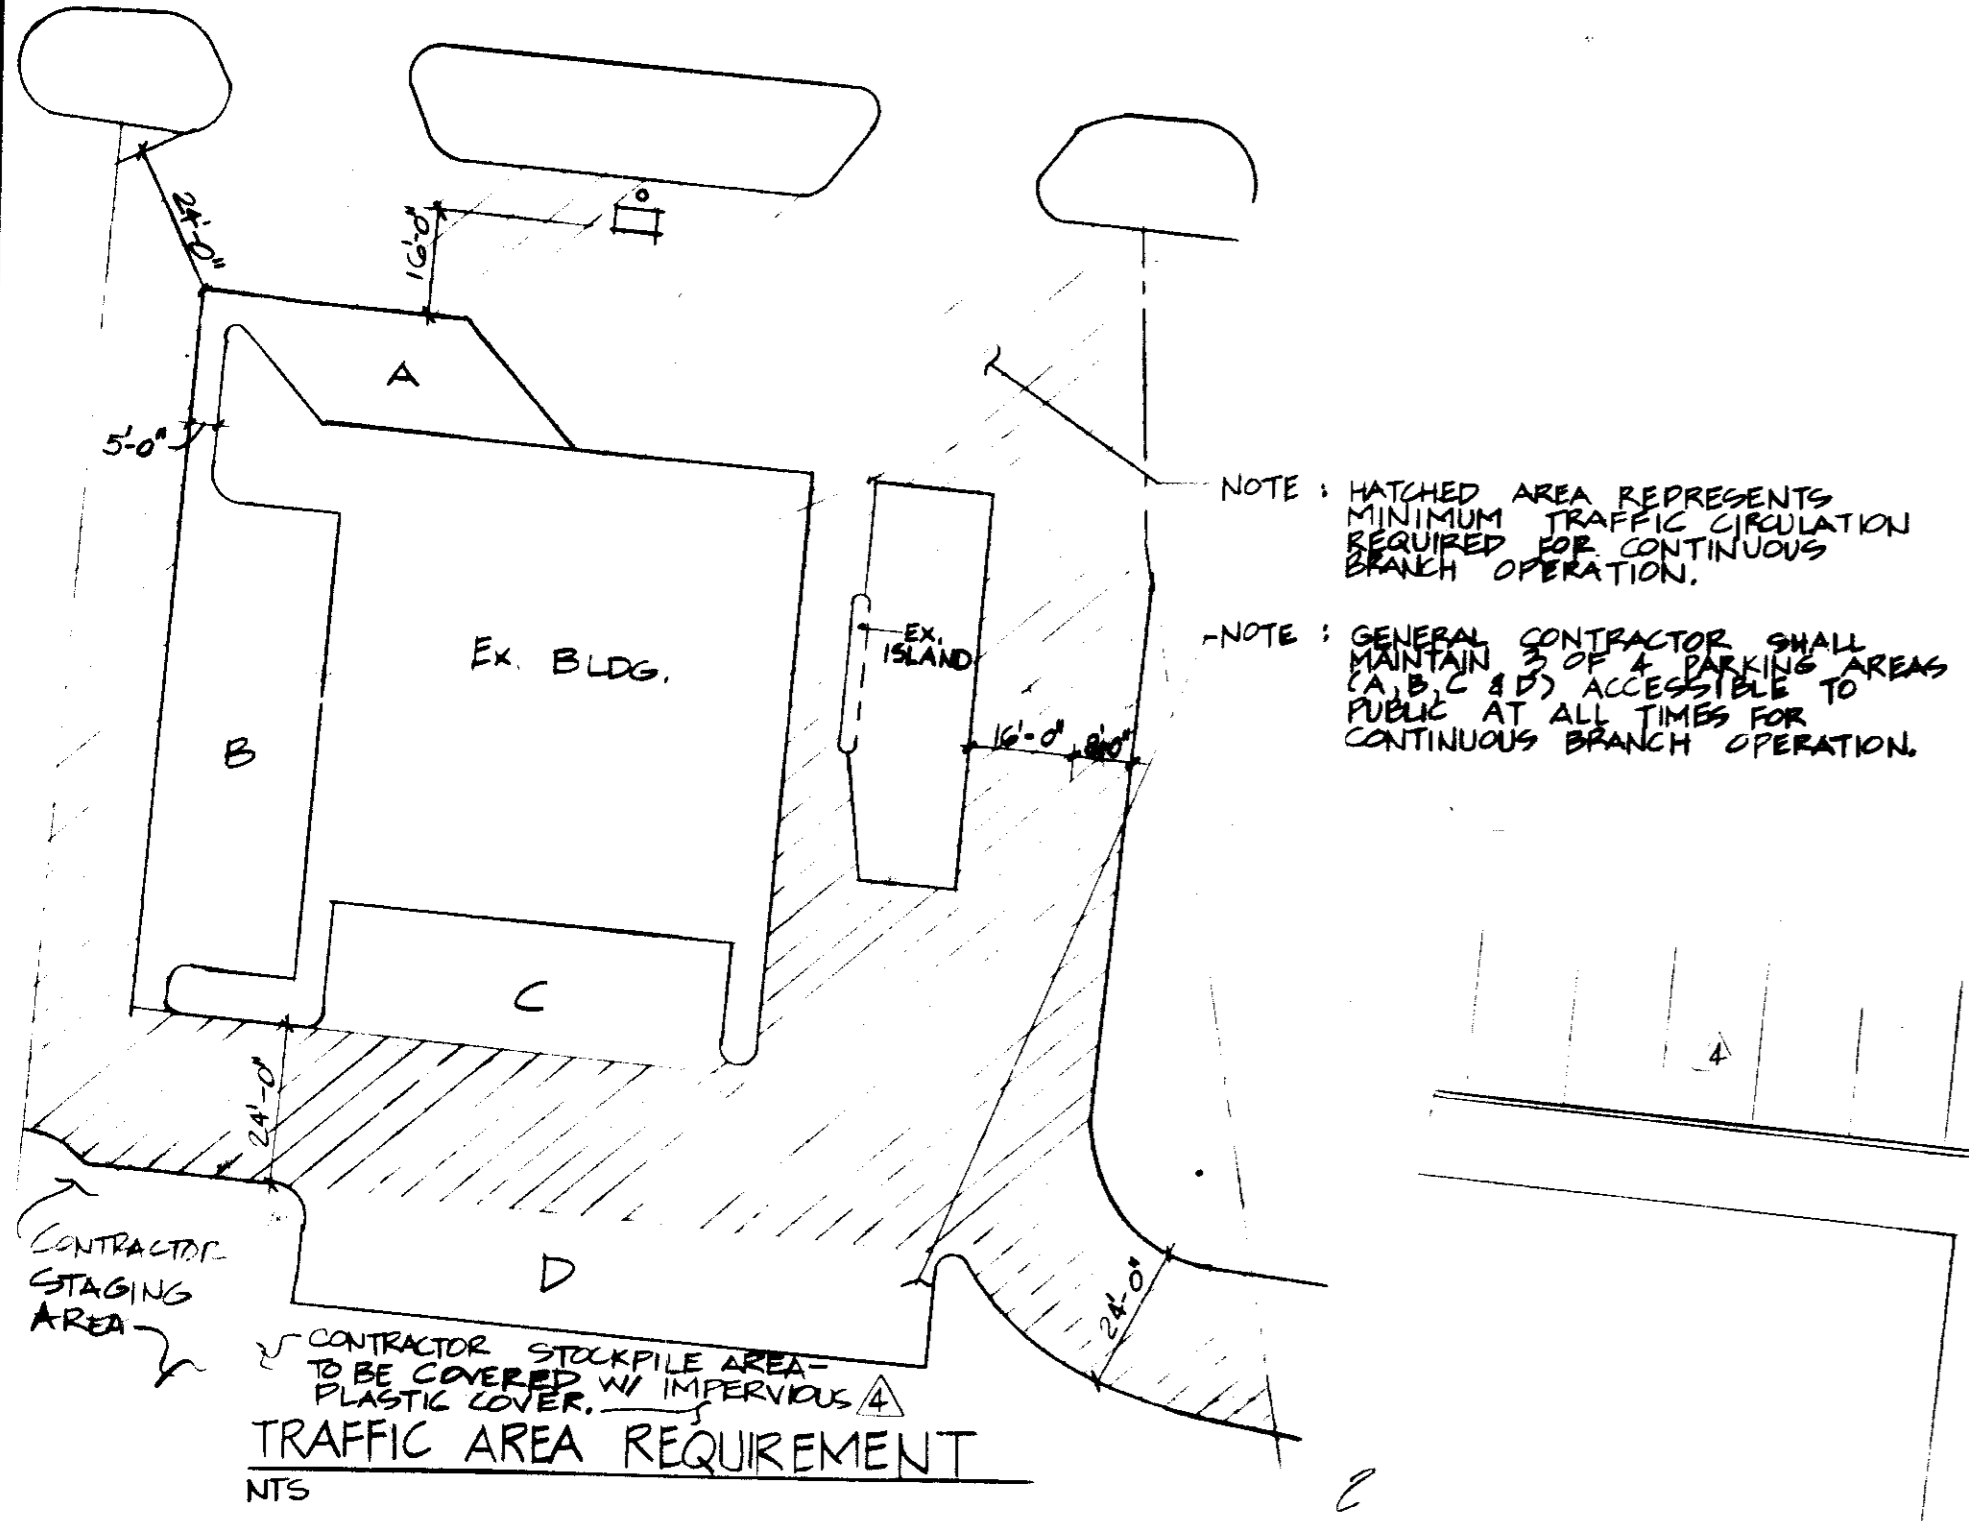 24'-0"
16'-0"
A
5'-0"
NOTE : HATCHED AREA REPRESENTS
MINIMUM TRAFFIC CIRCULATION
REQUIRED FOR CONTINUOUS
BRANCH OPERATION.
EX.
ISLAND
EX. BLDG.
NOTE : GENERAL CONTRACTOR SHALL
MAINTAIN 3 OF 4 PARKING AREAS
(A, B, C & D) ACCESSIBLE TO
PUBLIC AT ALL TIMES FOR
CONTINUOUS BRANCH OPERATION.
B
16'-0" 8'-0"
C
4
24'-0"
CONTRACTOR
STAGING
AREA
D
24'-0"
CONTRACTOR STOCKPILE AREA-
TO BE COVERED W/ IMPERVIOUS 4
PLASTIC COVER.
TRAFFIC AREA REQUIREMENT
NTS